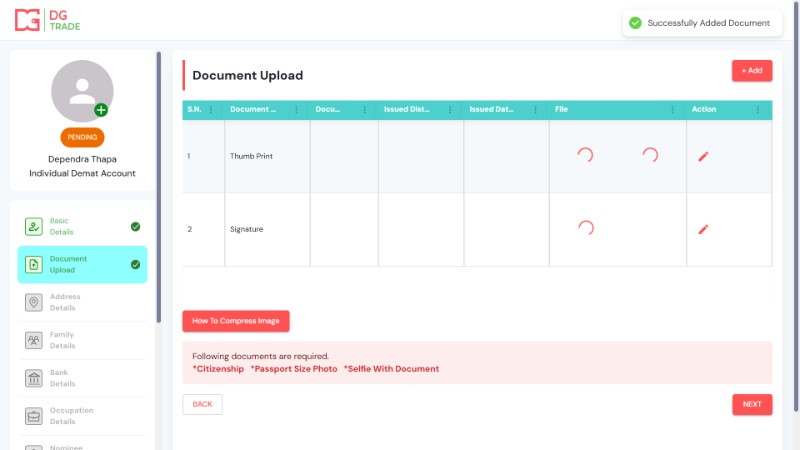 DG
TRADE
Successfully Added Document
PENDING
Dependra Thapa
Individual Demat Account
Basic
Details
Document
Upload
Address
Details
Family
Details
Bank
Details
Occupation
Details
Nominee
Document Upload
+ Add
S.N. Document ... Docu... Issued Dist... Issued Dat... File Action
1 Thumb Print
2 Signature
How To Compress Image
Following documents are required.
*Citizenship *Passport Size Photo *Selfie With Document
BACK
NEXT